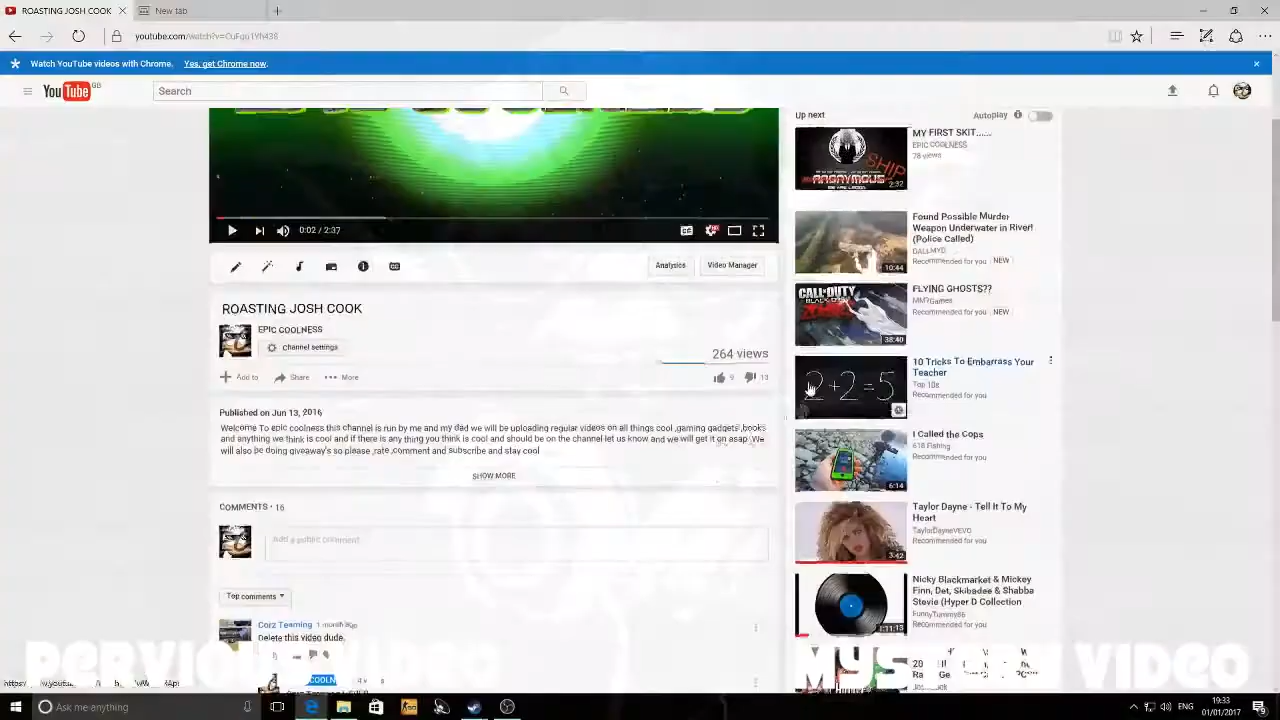 ROASTING JOSH COOK
New tab
Watch YouTube videos with Chrome. Yes, get Chrome now.
YouTube GB
Search
Up next
Autoplay
MY FIRST SKIT......
EPIC COOLNESS
78 views
SHIP
ANONYMOUS
2:32
Found Possible Murder
Weapon Underwater in River!
(Police Called)
DALLMYD
Recommended for you NEW
10:44
FLYING GHOSTS??
Recommended for you NEW
CALL OF DUTY
38:40
10 Tricks To Embarrass Your
Teacher
Top 10s
Recommended for you
2+2=5
I Called the Cops
618 Fishing
Recommended for you
6:14
Taylor Dayne - Tell It To My
Heart
TaylorDayneVEVO
Recommended for you
3:42
Nicky Blackmarket & Mickey
Finn, Det, Skibadee & Shabba
Stevie (Hyper D Collection
FunnyTummy86
Recommended for you
1:11:13
0:02 / 2:37
Analytics
Video Manager
ROASTING JOSH COOK
EPIC COOLNESS
Channel settings
264 views
Add to
Share
More
9
13
Published on Jun 13, 2016
Welcome To epic coolness this channel is run by me and my dad we will be uploading regular videos on all things cool ,gaming gadgets, books
and anything we think is cool and if there is any thing you think is cool and should be on the channel let us know and we will get it on asap .We
will also be doing giveaway's so please ,rate ,comment and subscribe and stay cool
SHOW MORE
COMMENTS · 16
Add a public comment
Top comments
Corz Teaming 1 month ago
Delete this video dude.
VIDEO
Ask me anything
ENG
19:33
01/01/2017